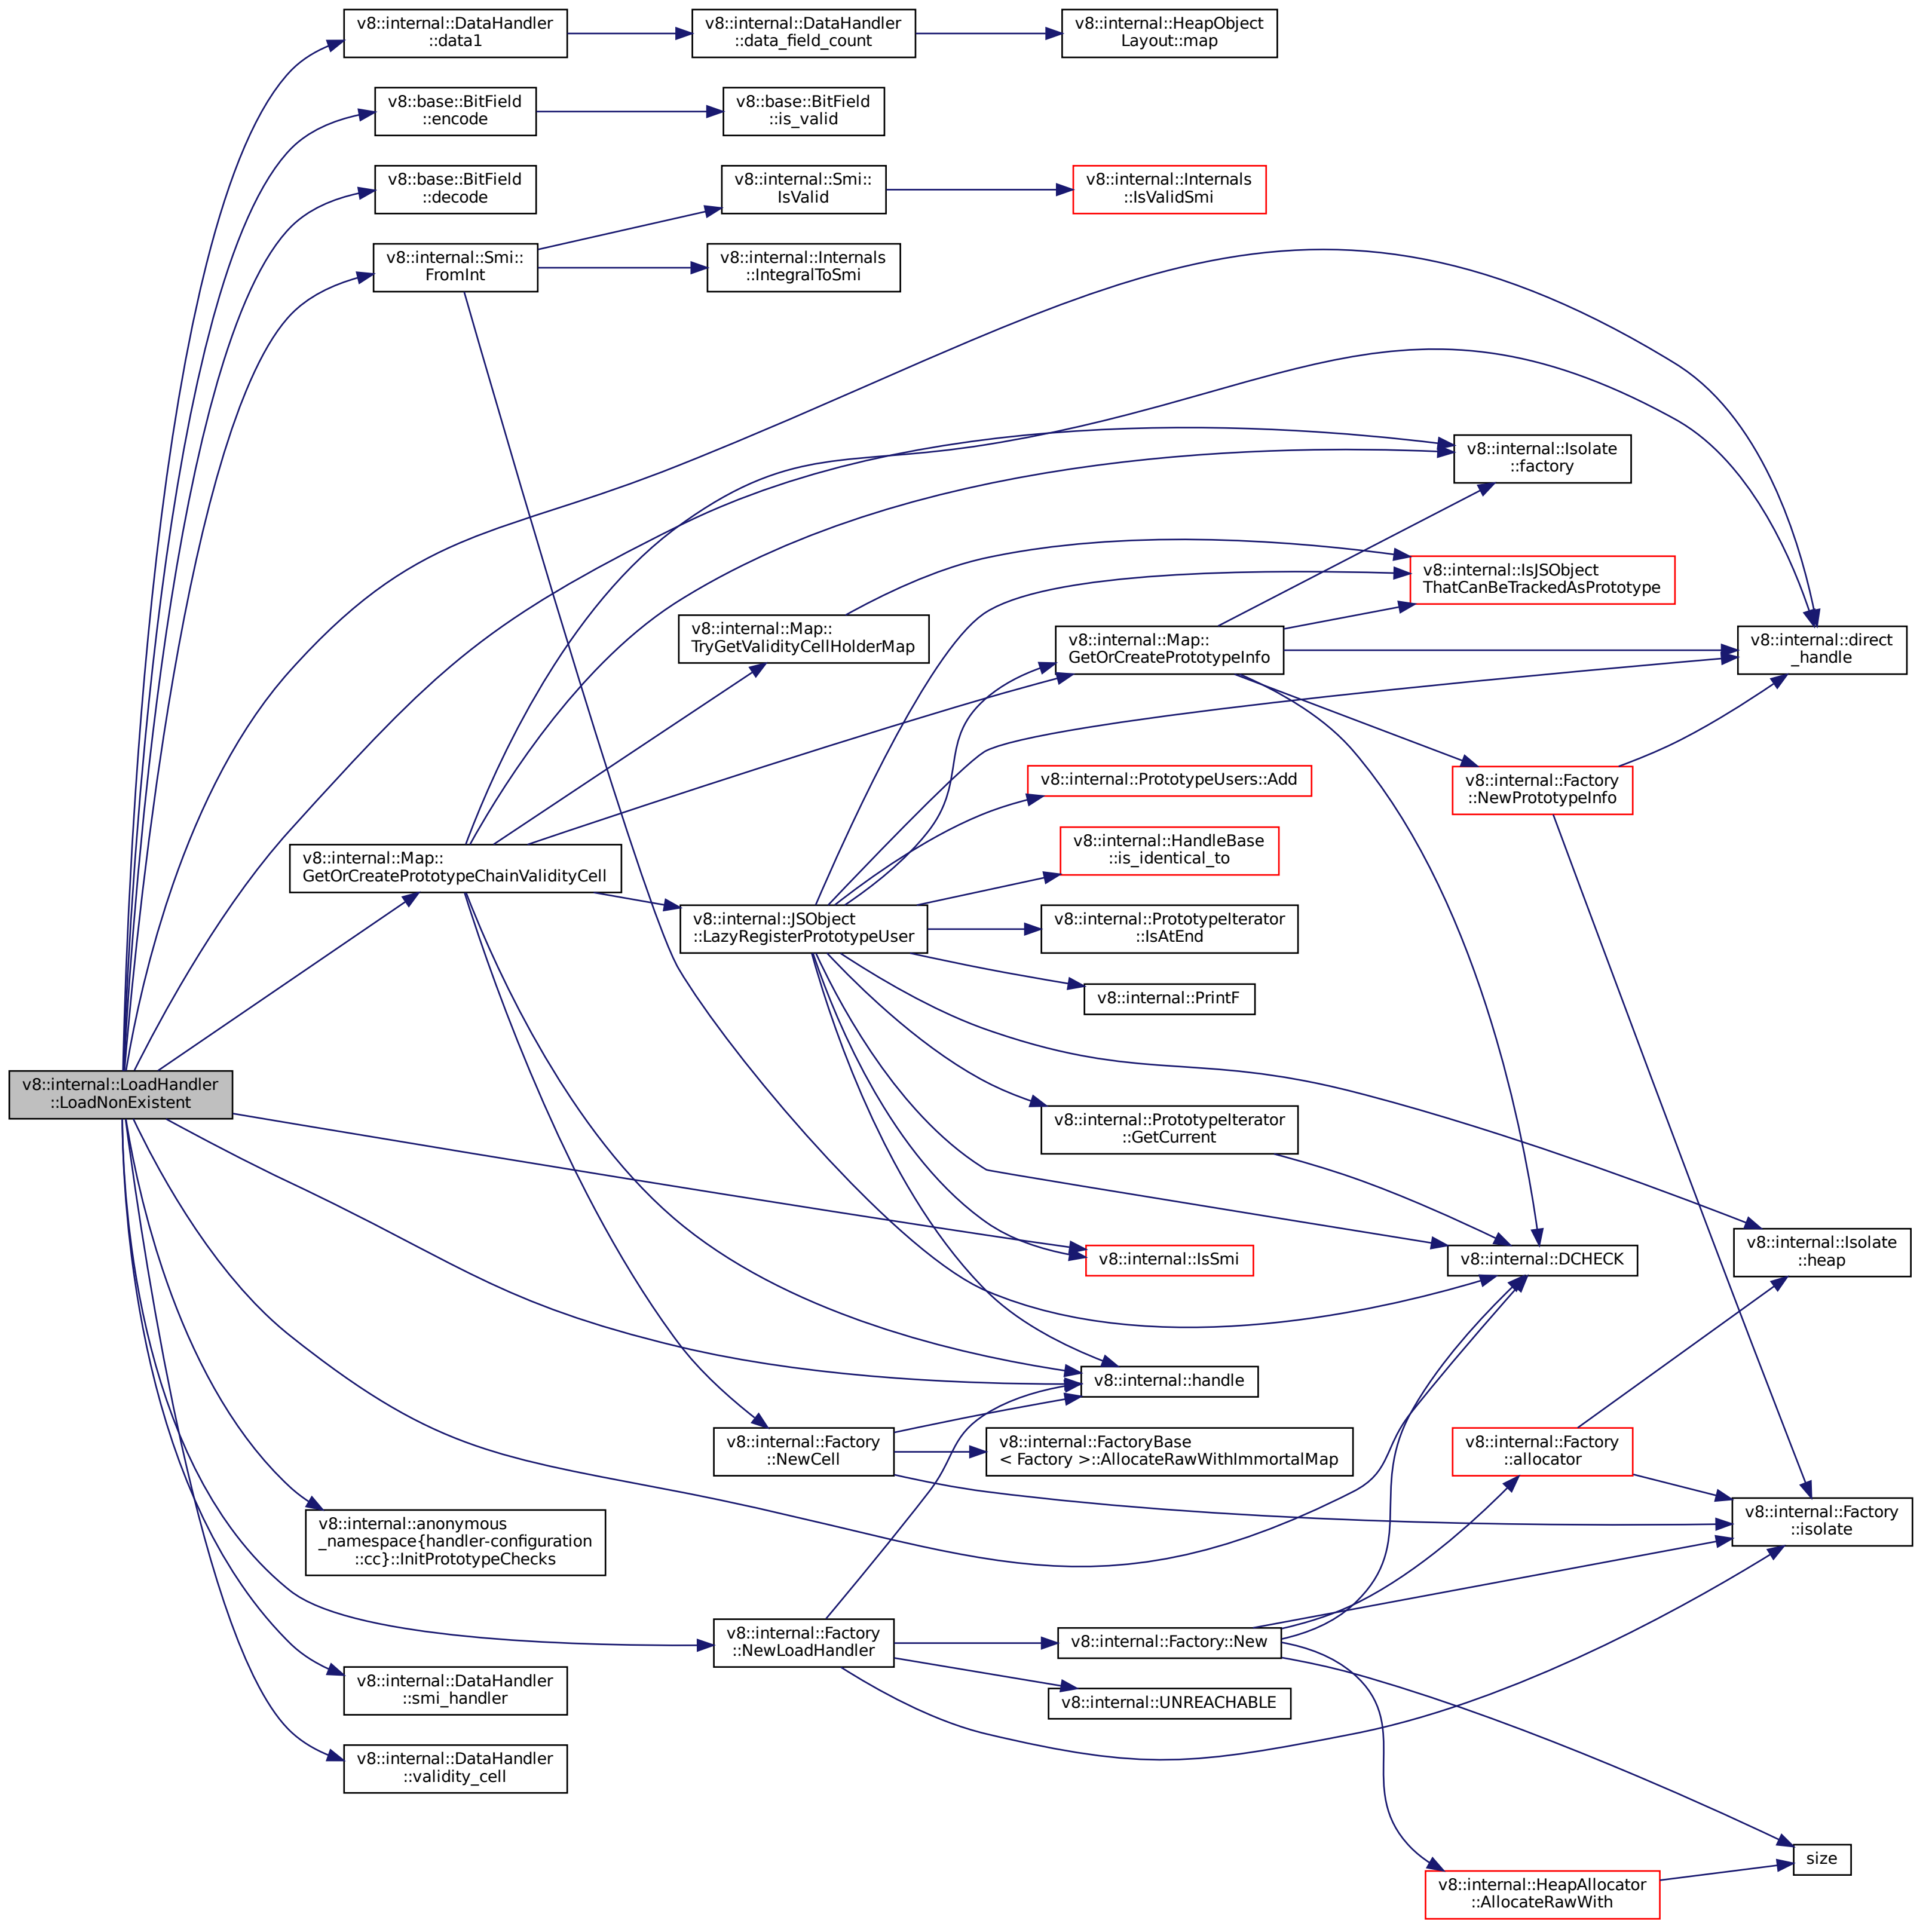 v8::internal::DataHandler
::data1
v8::internal::DataHandler
::data_field_count
v8::internal::HeapObject
Layout::map
v8::base::BitField
::encode
v8::base::BitField
::is_valid
v8::base::BitField
::decode
v8::internal::Smi::
IsValid
v8::internal::Internals
::IsValidSmi
v8::internal::Smi::
FromInt
v8::internal::Internals
::IntegralToSmi
v8::internal::Isolate
::factory
v8::internal::IsJSObject
ThatCanBeTrackedAsPrototype
v8::internal::Map::
TryGetValidityCellHolderMap
v8::internal::Map::
GetOrCreatePrototypeInfo
v8::internal::direct
_handle
v8::internal::PrototypeUsers::Add
v8::internal::Factory
::NewPrototypeInfo
v8::internal::HandleBase
::is_identical_to
v8::internal::Map::
GetOrCreatePrototypeChainValidityCell
v8::internal::JSObject
::LazyRegisterPrototypeUser
v8::internal::PrototypeIterator
::IsAtEnd
v8::internal::PrintF
v8::internal::LoadHandler
::LoadNonExistent
v8::internal::PrototypeIterator
::GetCurrent
v8::internal::IsSmi
v8::internal::DCHECK
v8::internal::Isolate
::heap
v8::internal::handle
v8::internal::Factory
::NewCell
v8::internal::FactoryBase
< Factory >::AllocateRawWithImmortalMap
v8::internal::Factory
::allocator
v8::internal::Factory
::isolate
v8::internal::anonymous
_namespace{handler-configuration
::cc}::InitPrototypeChecks
v8::internal::Factory
::NewLoadHandler
v8::internal::Factory::New
v8::internal::DataHandler
::smi_handler
v8::internal::UNREACHABLE
v8::internal::DataHandler
::validity_cell
size
v8::internal::HeapAllocator
::AllocateRawWith